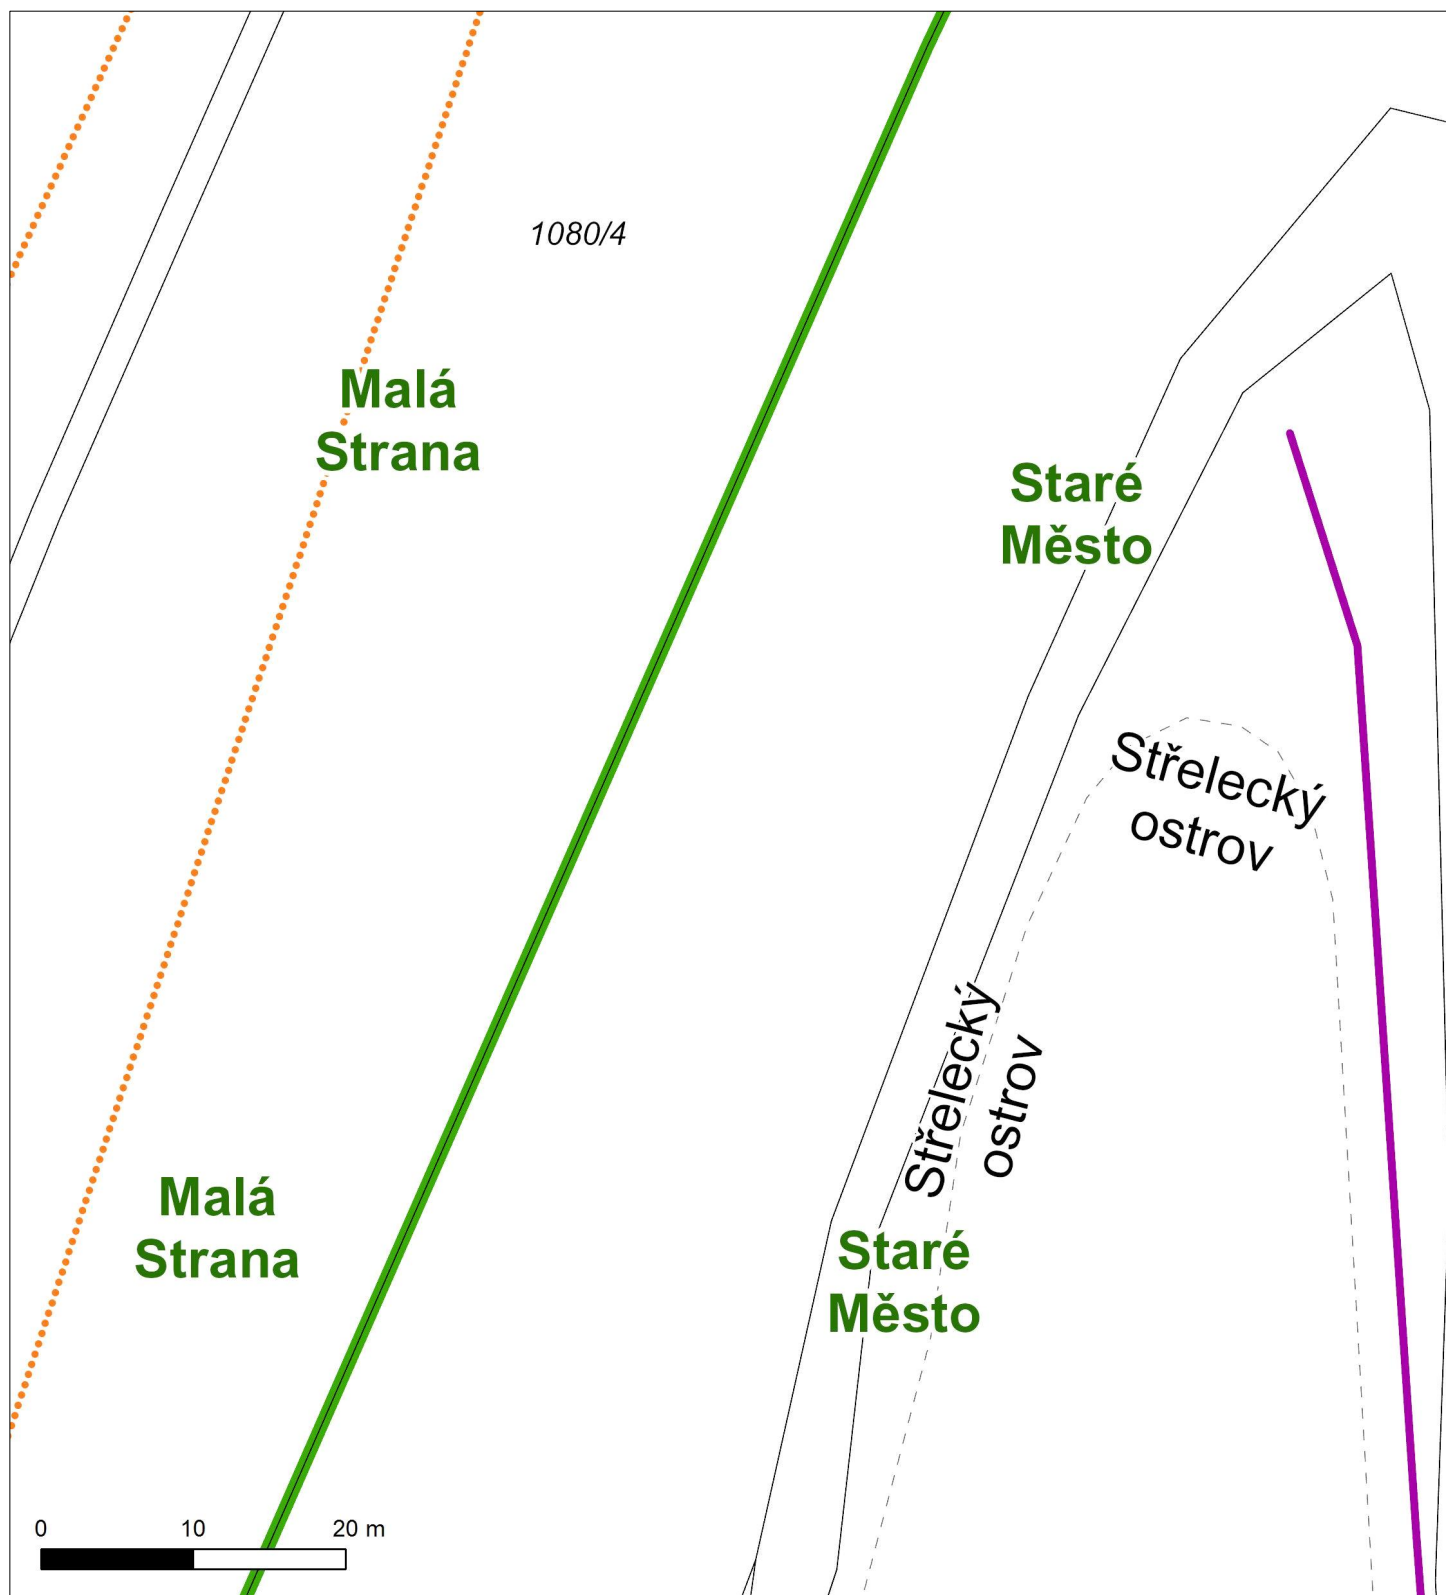 1080/4
Malá
Strana
Staré
Město
Střelecký
ostrov
Střelecký
ostrov
Malá
Strana
Staré
Město
0 10 20 m